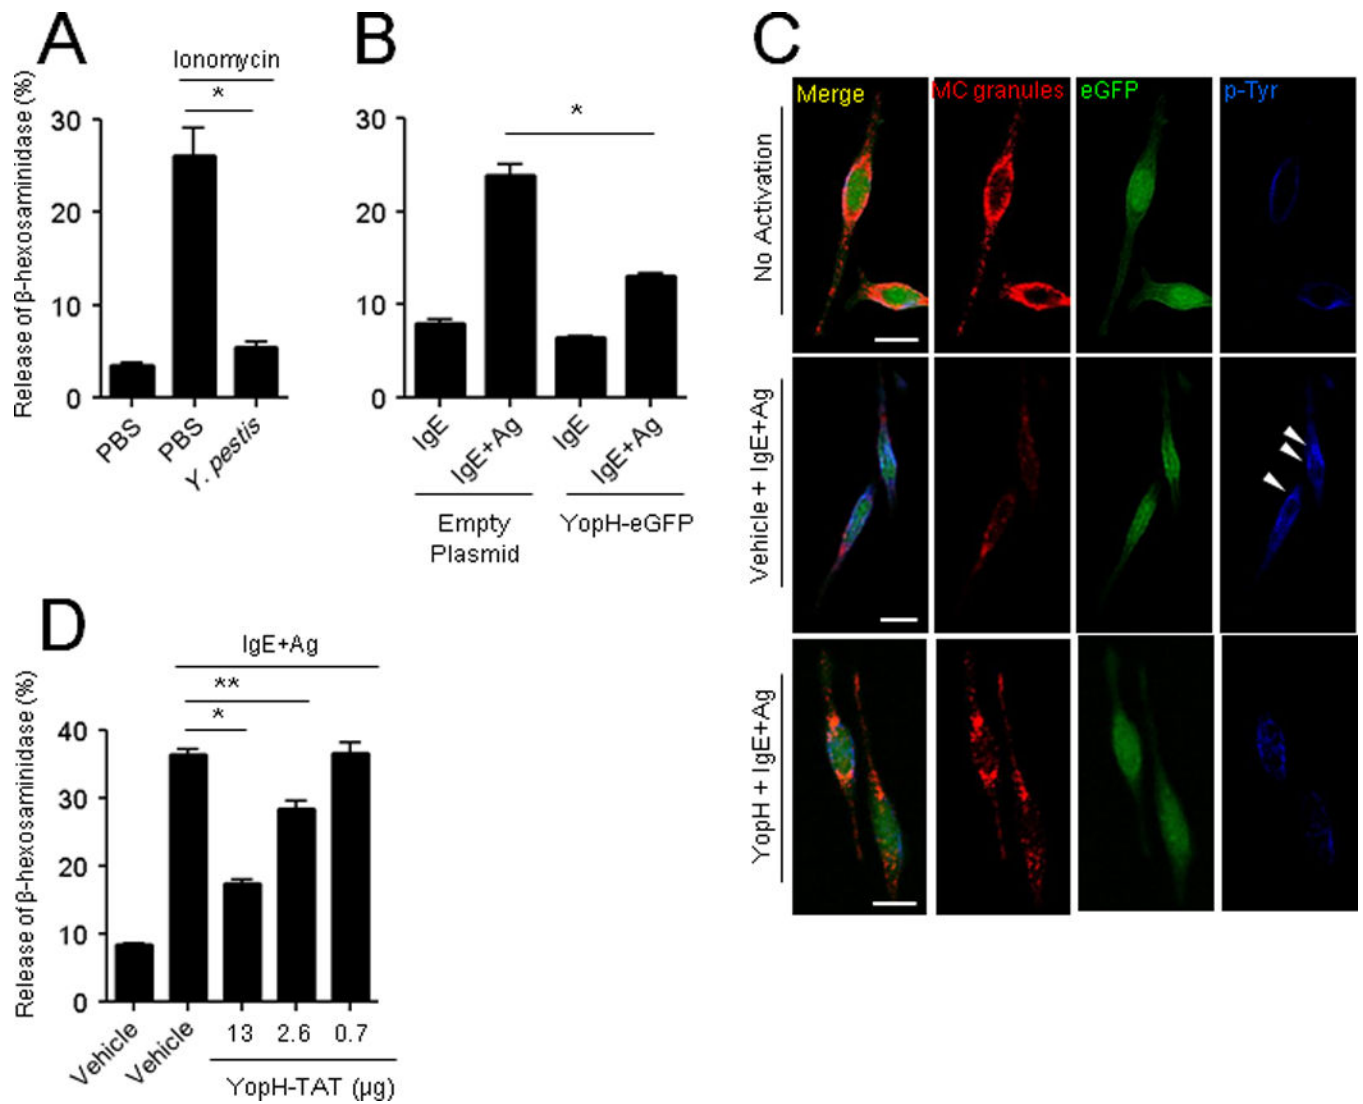 A
Ionomycin
*
Release of β-hexosaminidase (%)
30
20
10
0
PBS
PBS
Y. pestis
B
*
30
20
10
0
IgE
IgE+Ag
IgE
IgE+Ag
Empty
Plasmid
YopH-eGFP
C
Merge
MC granules
eGFP
p-Tyr
No Activation
Vehicle + IgE+Ag
YopH + IgE+Ag
D
IgE+Ag
**
*
Release of β-hexosaminidase (%)
40
30
20
10
0
Vehicle
Vehicle
13
2.6
0.7
YopH-TAT (µg)